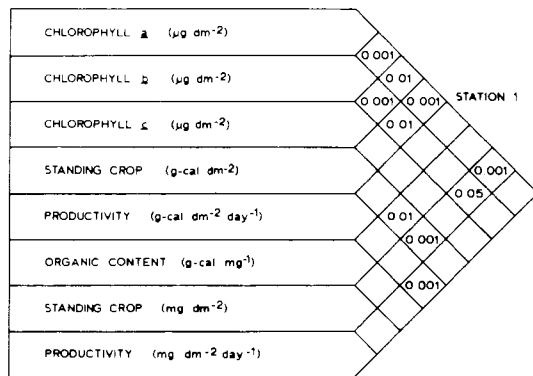 CHLOROPHYLL a (µg dm-2)
0 001
CHLOROPHYLL b (µg dm-2)
0 01
0 001 0 001 STATION 1
CHLOROPHYLL c (µg dm-2)
0 01
STANDING CROP (g-cal dm-2)
0 001
0 05
PRODUCTIVITY (g-cal dm-2 day-1)
0 01
0 001
ORGANIC CONTENT (g-cal mg-1)
0 001
STANDING CROP (mg dm-2)
PRODUCTIVITY (mg dm-2 day-1)